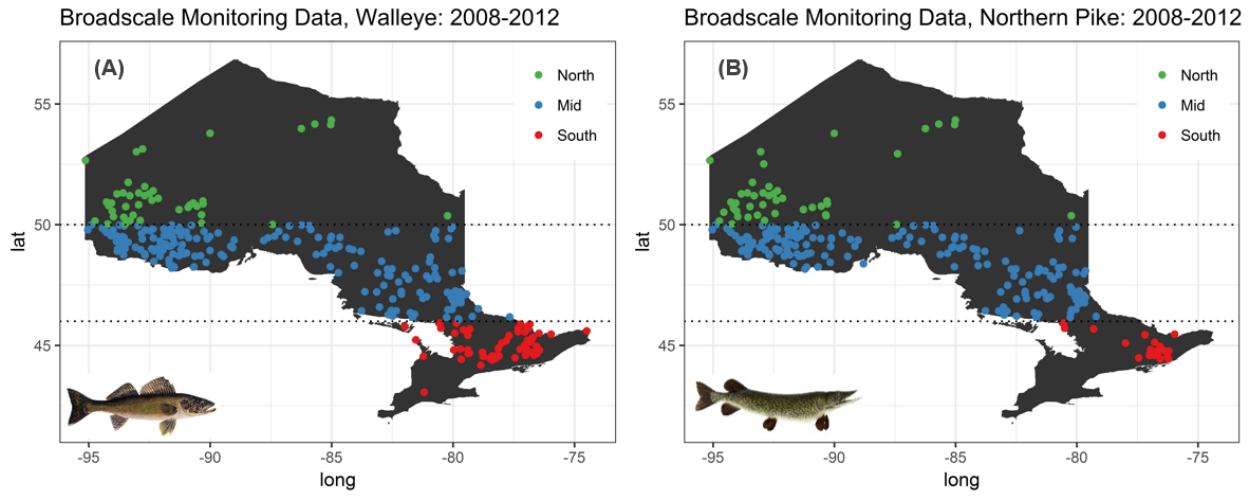 Broadscale Monitoring Data, Walleye: 2008-2012
(A)
North
Mid
South
55
50
45
lat
-95 -90 -85 -80 -75
long
Broadscale Monitoring Data, Northern Pike: 2008-2012
(B)
North
Mid
South
55
50
45
lat
-95 -90 -85 -80 -75
long